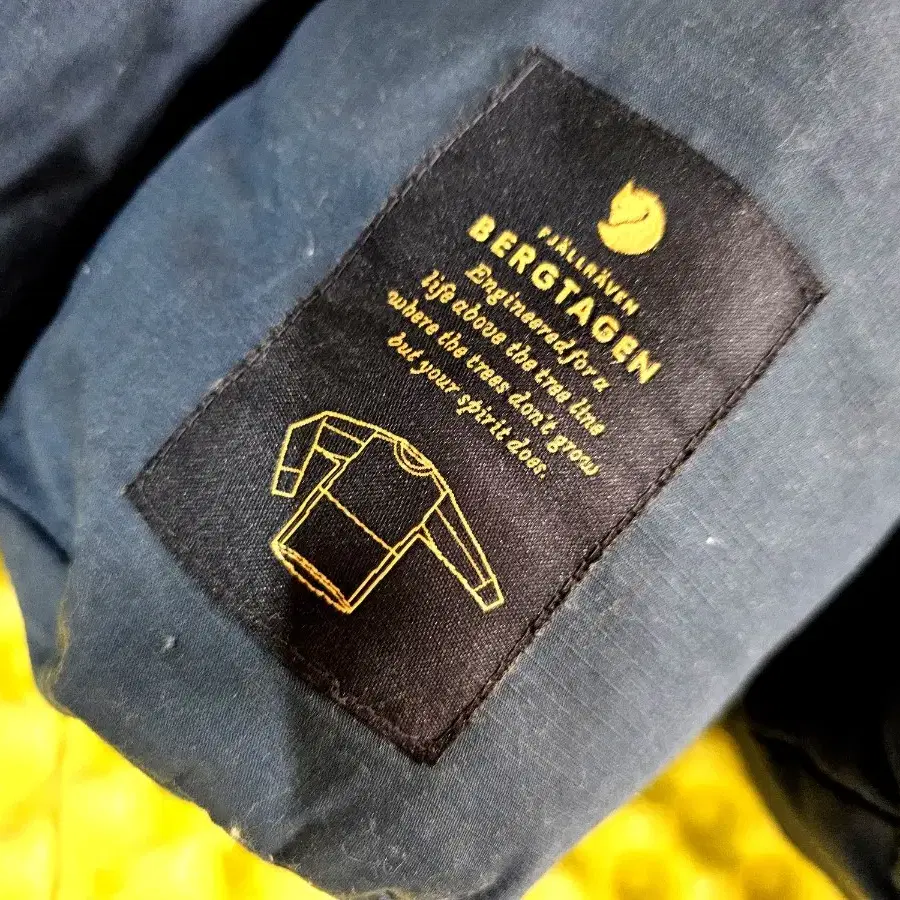 FJÄLLRÄVEN
BERGTAGEN
Engineered for a
life above the tree line
where the trees don't grow
but your spirit does.